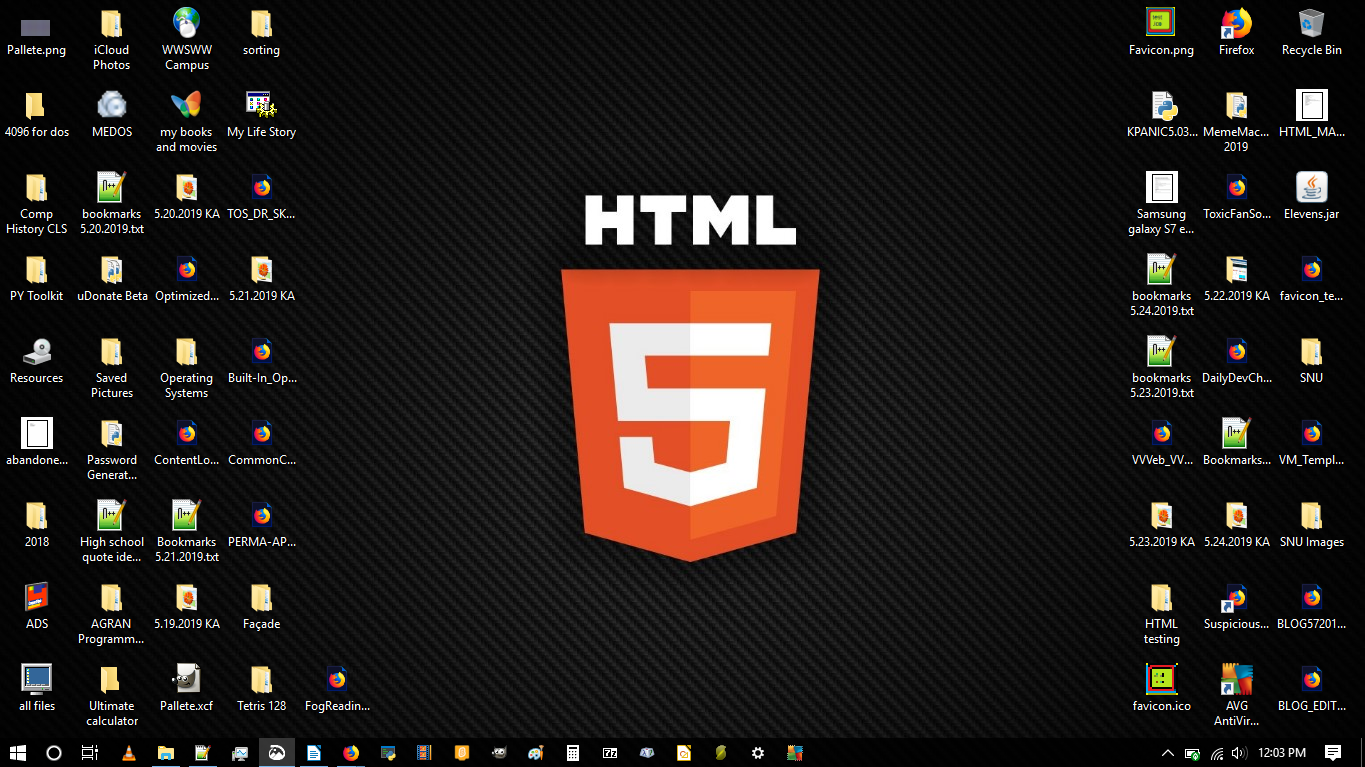 Pallete.png
iCloud
Photos
WWSWW
Campus
sorting
4096 for dos
MEDOS
my books
and movies
My Life Story
Comp
History CLS
bookmarks
5.20.2019.txt
5.20.2019 KA
TOS_DR_SK...
PY Toolkit
uDonate Beta
Optimized...
5.21.2019 KA
Resources
Saved
Pictures
Operating
Systems
Built-In_Op...
abandone...
Password
Generat...
ContentLo...
CommonC...
2018
High school
quote ide...
Bookmarks
5.21.2019.txt
PERMA-AP...
ADS
AGRAN
Programm...
5.19.2019 KA
Façade
all files
Ultimate
calculator
Pallete.xcf
Tetris 128
FogReadin...
HTML
5
Favicon.png
Firefox
Recycle Bin
KPANIC5.03...
MemeMac...
2019
HTML_MA...
Samsung
galaxy S7 e...
ToxicFanSo...
Elevens.jar
bookmarks
5.24.2019.txt
5.22.2019 KA
favicon_te...
bookmarks
5.23.2019.txt
DailyDevCh...
SNU
VVVeb_VV...
Bookmarks...
VM_Templ...
5.23.2019 KA
5.24.2019 KA
SNU Images
HTML
testing
Suspicious...
BLOG57201...
favicon.ico
AVG
AntiVir...
BLOG_EDIT...
12:03 PM